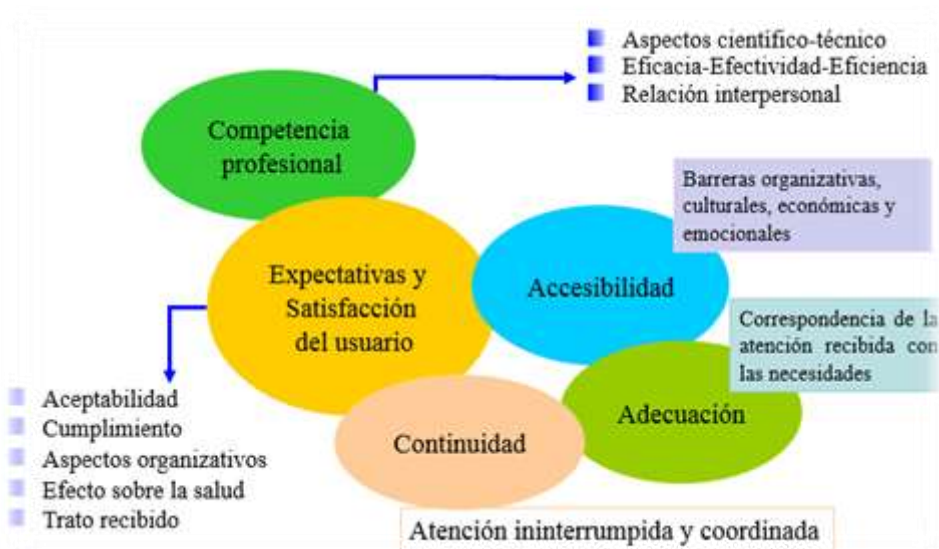 Aspectos científico-técnico
Eficacia-Efectividad-Eficiencia
Relación interpersonal
Competencia
profesional
Barreras organizativas,
culturales, económicas y
emocionales
Expectativas y
Satisfacción
del usuario
Accesibilidad
Correspondencia de la
atención recibida con
las necesidades
Adecuación
Continuidad
Aceptabilidad
Cumplimiento
Aspectos organizativos
Efecto sobre la salud
Trato recibido
Atención ininterrumpida y coordinada